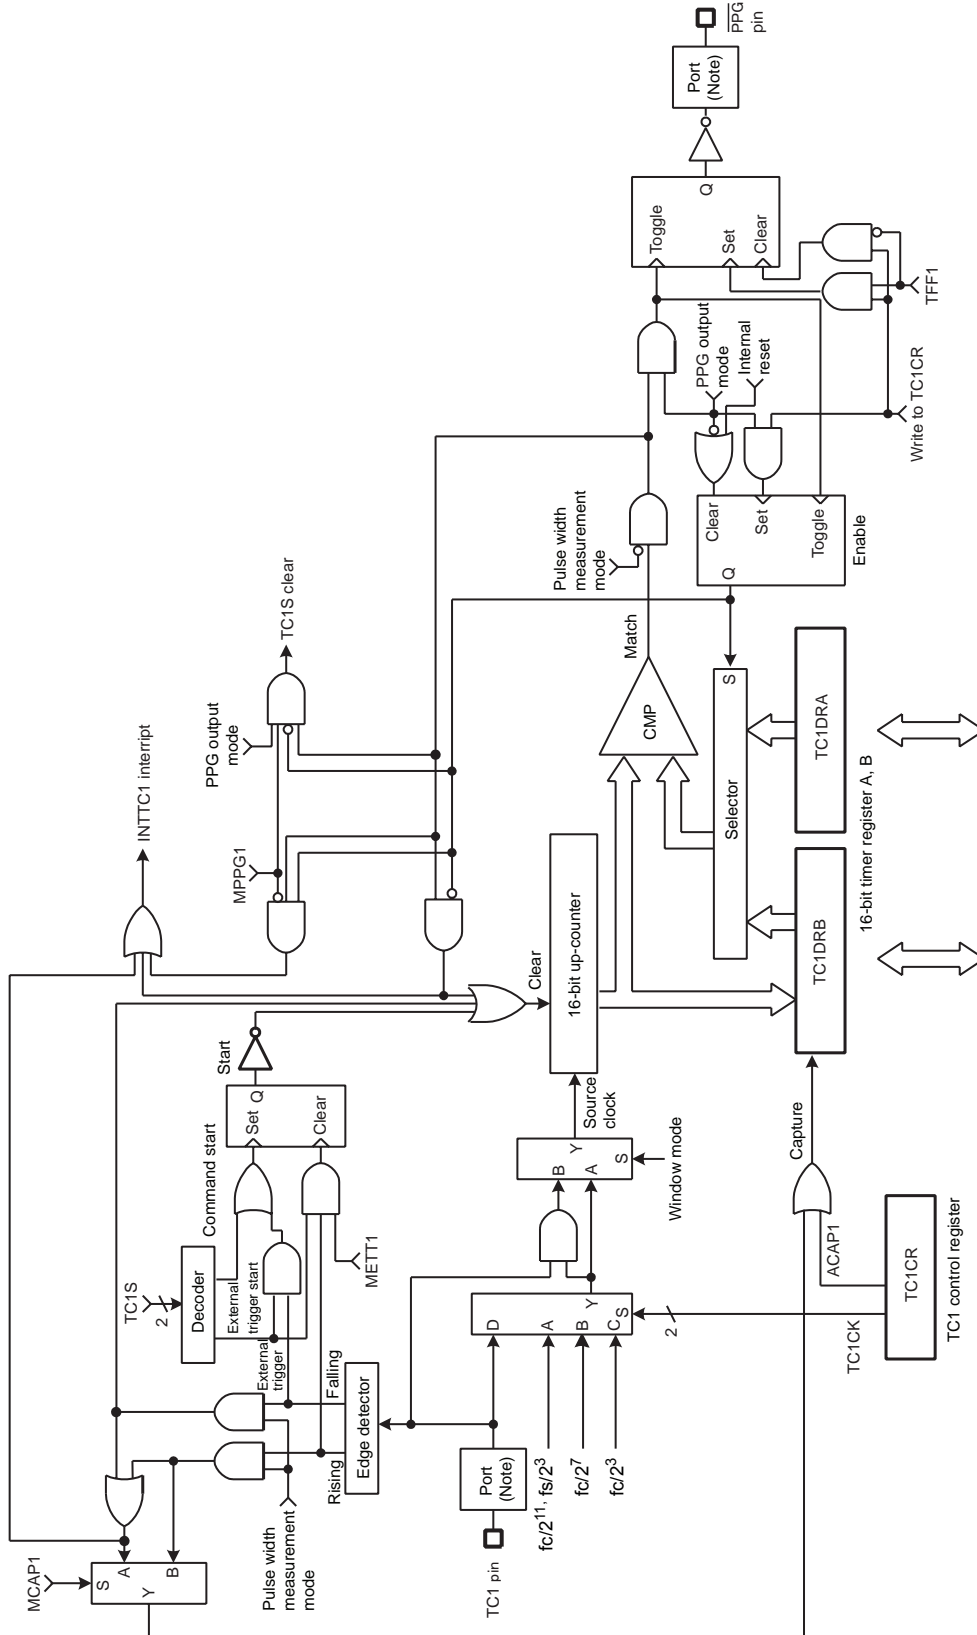 MCAP1
S
A
B
Y
Pulse width
measurement
mode
Rising
Falling
Edge detector
External
trigger
TC1S
2
Decoder
External
trigger start
Command start
METT1
Set
Q
Clear
Start
INTTC1 interript
MPPG1
PPG output
mode
TC1S clear
TC1 pin
Port
(Note)
fc/2¹¹, fs/2³
fc/2⁷
fc/2³
D
A
B
C
S
Y
B
A
S
Y
Window mode
Source
clock
Clear
16-bit up-counter
CMP
Match
Pulse width
measurement
mode
Selector
S
Q
Clear
Set
Toggle
Enable
PPG output
mode
Internal
reset
Write to TC1CR
TFF1
Toggle
Set
Clear
Q
Port
(Note)
PPG
pin
2
TC1CK
TC1CR
TC1 control register
ACAP1
Capture
TC1DRB
TC1DRA
16-bit timer register A, B